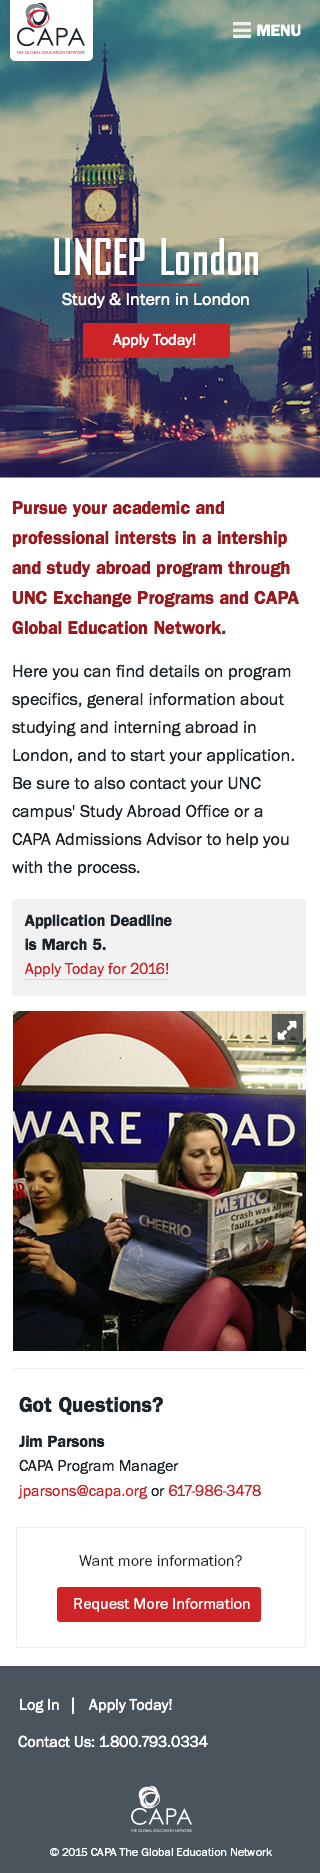 CAPA
THE GLOBAL EDUCATION NETWORK
MENU
UNCEP London
Study & Intern in London
Apply Today!
Pursue your academic and
professional intersts in a intership
and study abroad program through
UNC Exchange Programs and CAPA
Global Education Network.
Here you can find details on program
specifics, general information about
studying and interning abroad in
London, and to start your application.
Be sure to also contact your UNC
campus' Study Abroad Office or a
CAPA Admissions Advisor to help you
with the process.
Application Deadline
is March 5.
Apply Today for 2016!
WARE ROAD
METRO
CHEERIO
Crash was all my
fault, says Tiger
Got Questions?
Jim Parsons
CAPA Program Manager
jparsons@capa.org or 617-986-3478
Want more information?
Request More Information
Log In | Apply Today!
Contact Us: 1.800.793.0334
CAPA
THE GLOBAL EDUCATION NETWORK
© 2015 CAPA The Global Education Network